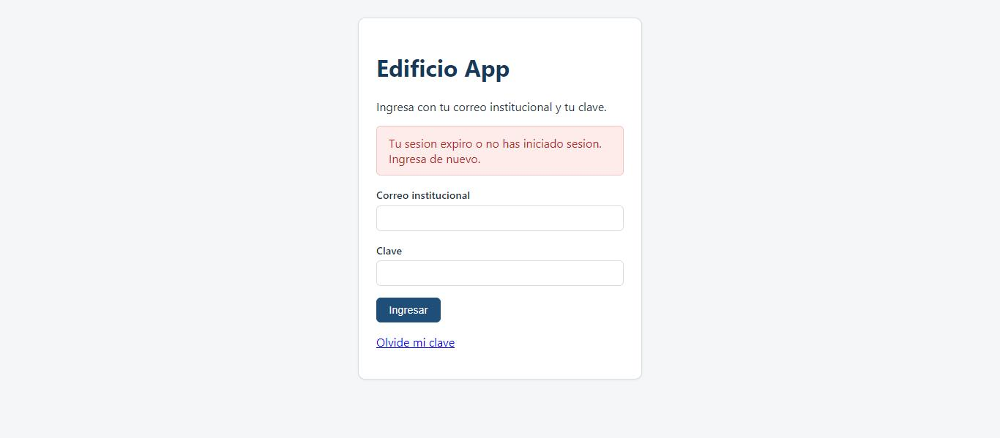 Edificio App
Ingresa con tu correo institucional y tu clave.
Tu sesion expiro o no has iniciado sesion.
Ingresa de nuevo.
Correo institucional
Clave
Ingresar
Olvide mi clave